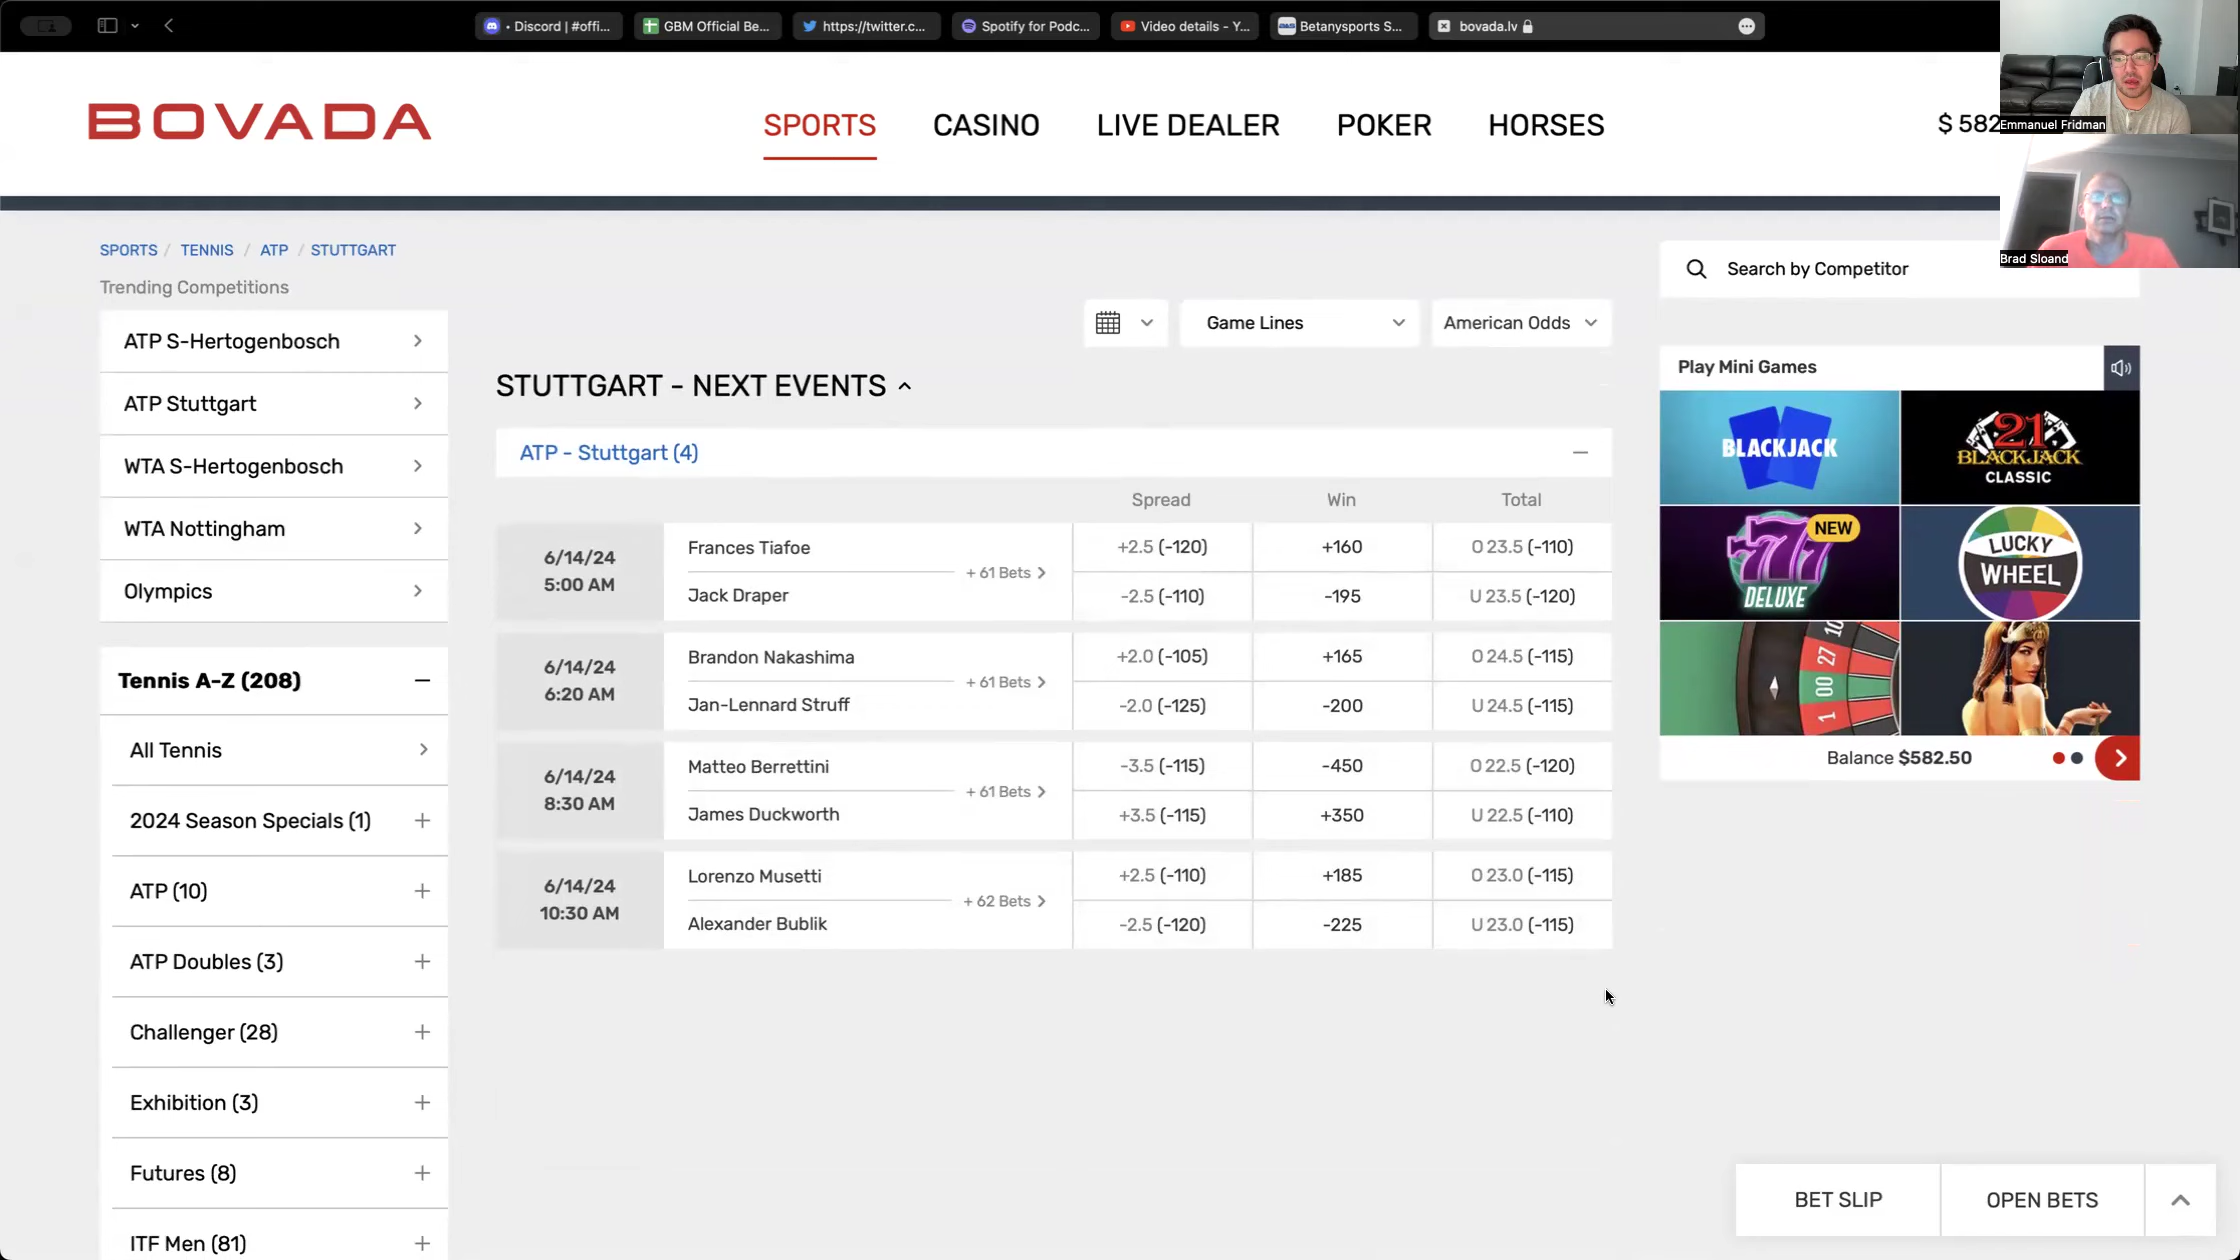 • Discord | #offi...
GBM Official Be...
https://twitter.c...
Spotify for Podc...
Video details - Y...
Betanysports S...
bovada.lv
BOVADA
SPORTS
CASINO
LIVE DEALER
POKER
HORSES
$ 582
Emmanuel Fridman
Brad Sloand
SPORTS / TENNIS / ATP / STUTTGART
Trending Competitions
ATP S-Hertogenbosch
ATP Stuttgart
WTA S-Hertogenbosch
WTA Nottingham
Olympics
Tennis A-Z (208)
All Tennis
2024 Season Specials (1)
ATP (10)
ATP Doubles (3)
Challenger (28)
Exhibition (3)
Futures (8)
ITF Men (81)
Game Lines
American Odds
STUTTGART - NEXT EVENTS
ATP - Stuttgart (4)
Spread Win Total
6/14/24
5:00 AM
Frances Tiafoe
+ 61 Bets
Jack Draper
+2.5 (-120) +160 O 23.5 (-110)
-2.5 (-110) -195 U 23.5 (-120)
6/14/24
6:20 AM
Brandon Nakashima
+ 61 Bets
Jan-Lennard Struff
+2.0 (-105) +165 O 24.5 (-115)
-2.0 (-125) -200 U 24.5 (-115)
6/14/24
8:30 AM
Matteo Berrettini
+ 61 Bets
James Duckworth
-3.5 (-115) -450 O 22.5 (-120)
+3.5 (-115) +350 U 22.5 (-110)
6/14/24
10:30 AM
Lorenzo Musetti
+ 62 Bets
Alexander Bublik
+2.5 (-110) +185 O 23.0 (-115)
-2.5 (-120) -225 U 23.0 (-115)
Search by Competitor
Play Mini Games
BLACKJACK
21
BLACKJACK
CLASSIC
NEW
777
DELUXE
LUCKY
WHEEL
10
27
00
1
Balance $582.50
BET SLIP
OPEN BETS